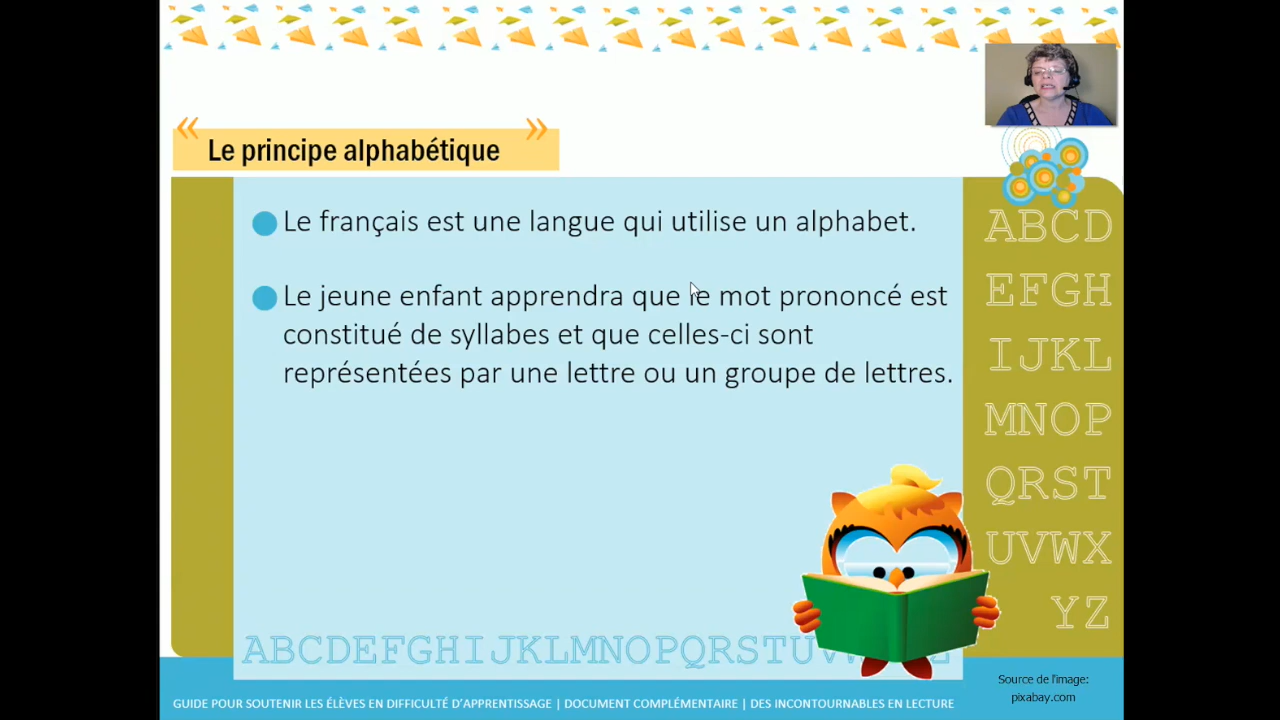 « Le principe alphabétique »
Le français est une langue qui utilise un alphabet.
Le jeune enfant apprendra que le mot prononcé est
constitué de syllabes et que celles-ci sont
représentées par une lettre ou un groupe de lettres.
ABCD
EFGH
IJKL
MNOP
QRST
UVWX
YZ
ABCDEFGHIJKLMNOPQRSTUVW Z
Source de l'image:
pixabay.com
GUIDE POUR SOUTENIR LES ÉLÈVES EN DIFFICULTÉ D'APPRENTISSAGE | DOCUMENT COMPLÉMENTAIRE | DES INCONTOURNABLES EN LECTURE